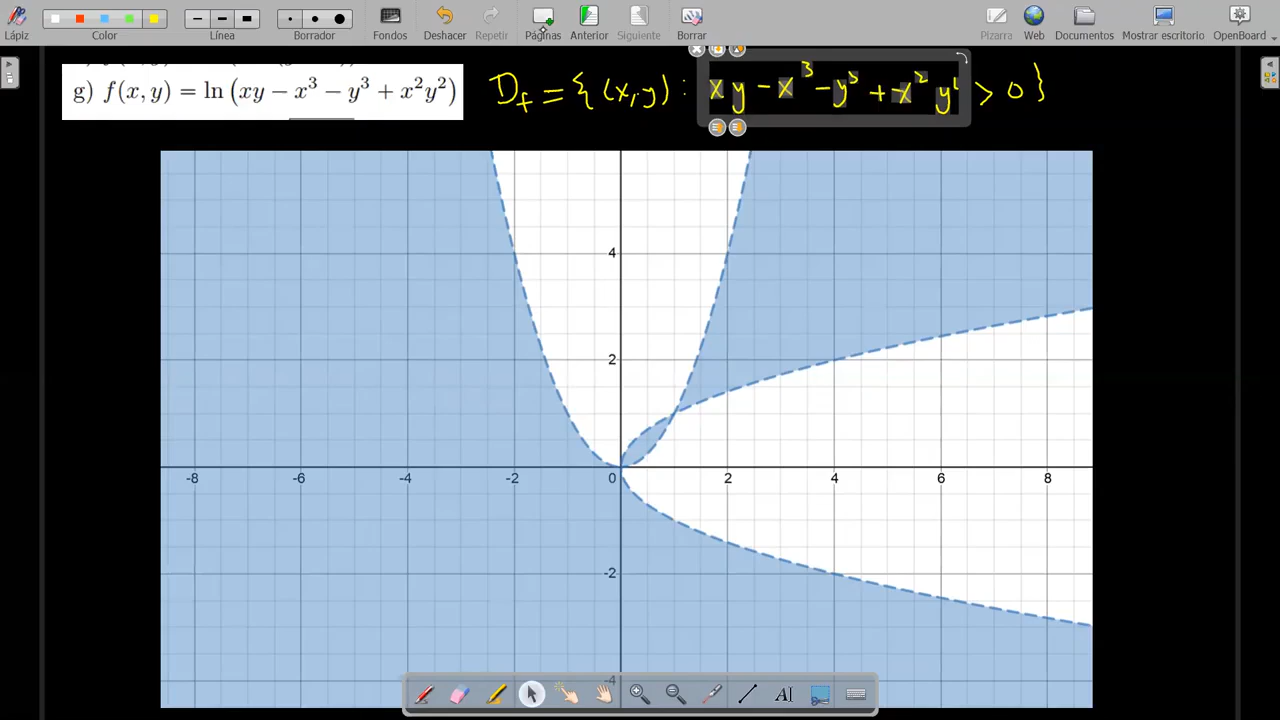 Lápiz Color Línea Borrador Fondos Deshacer Repetir Páginas Anterior Siguiente Borrar Pizarra Web Documentos Mostrar escritorio OpenBoard
g) f(x, y) = ln (xy − x³ − y³ + x²y²) D_f = {(x,y) : xy − x³ − y³ + x²y² > 0}
4
2
-8 -6 -4 -2 0 2 4 6 8
-2
-4